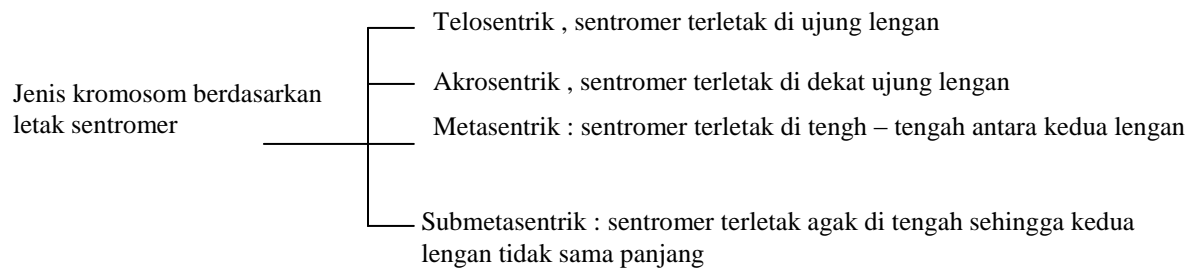 Telosentrik , sentromer terletak di ujung lengan
Jenis kromosom berdasarkan
letak sentromer
Akrosentrik , sentromer terletak di dekat ujung lengan
Metasentrik : sentromer terletak di tengh – tengah antara kedua lengan
Submetasentrik : sentromer terletak agak di tengah sehingga kedua
lengan tidak sama panjang